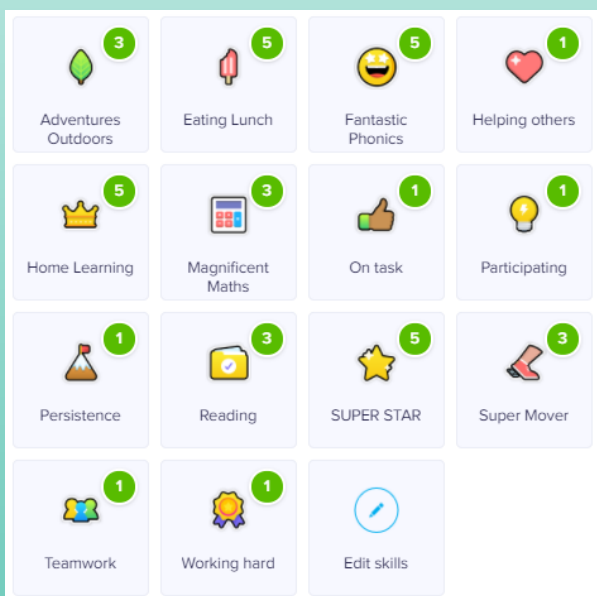 3
5
5
1
Adventures
Outdoors
Eating Lunch
Fantastic
Phonics
Helping others
5
3
1
1
Home Learning
Magnificent
Maths
On task
Participating
1
3
5
3
Persistence
Reading
SUPER STAR
Super Mover
1
1
Teamwork
Working hard
Edit skills